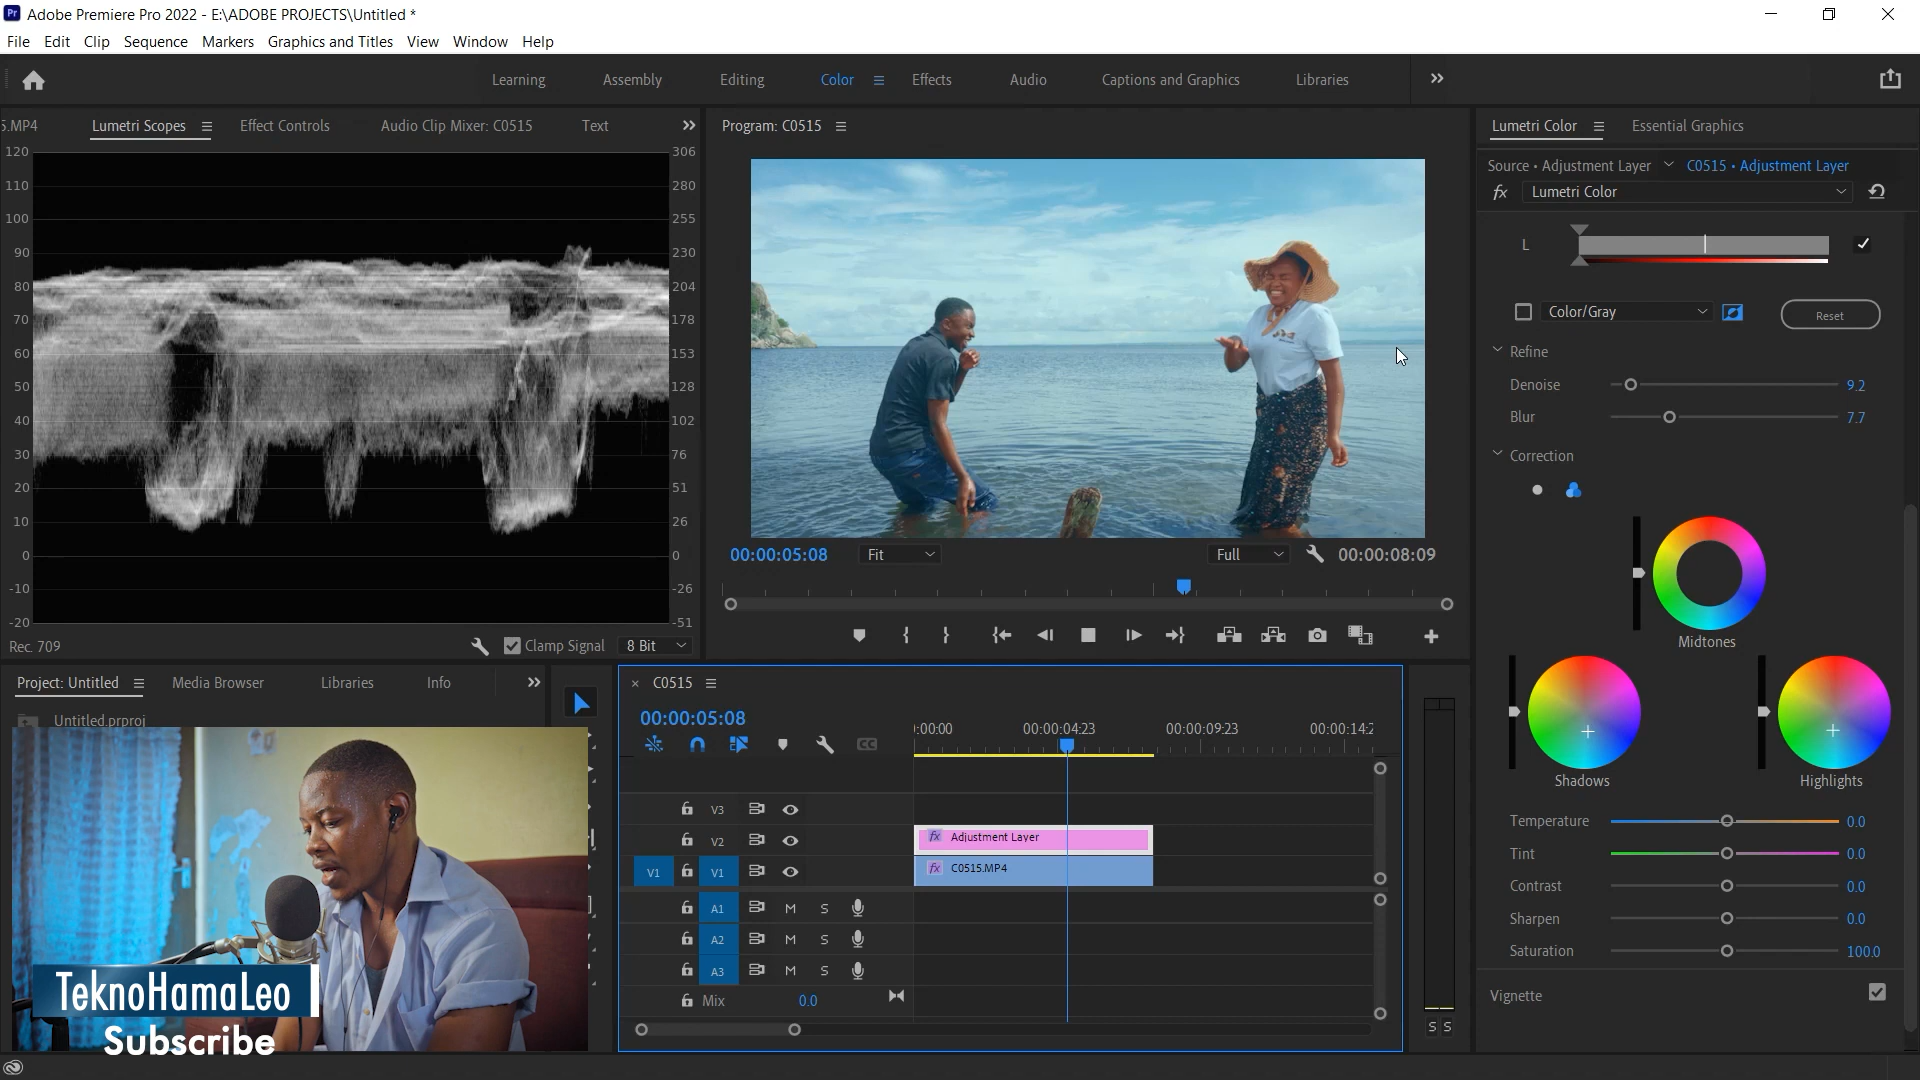 Pr Adobe Premiere Pro 2022 - E:\ADOBE PROJECTS\Untitled *
File Edit Clip Sequence Markers Graphics and Titles View Window Help
Learning Assembly Editing Color Effects Audio Captions and Graphics Libraries
5.MP4 Lumetri Scopes Effect Controls Audio Clip Mixer: C0515 Text
120 306
110 280
100 255
90 230
80 204
70 178
60 153
50 128
40 102
30 76
20 51
10 26
0 0
-10 -26
-20 -51
Rec. 709 Clamp Signal 8 Bit
Program: C0515
00:00:05:08 Fit Full 00:00:08:09
Lumetri Color Essential Graphics
Source • Adjustment Layer C0515 • Adjustment Layer
fx Lumetri Color
L
Color/Gray Reset
Refine
Denoise 9.2
Blur 7.7
Correction
Midtones
Shadows Highlights
Temperature 0.0
Tint 0.0
Contrast 0.0
Sharpen 0.0
Saturation 100.0
Vignette
Project: Untitled Media Browser Libraries Info
Untitled.prproj
TeknoHamaLeo
Subscribe
× C0515
00:00:05:08
:00:00 00:00:04:23 00:00:09:23 00:00:14:2
CC
V3
V2 fx Adjustment Layer
V1 V1 fx C0515.MP4
A1 M S
A2 M S
A3 M S
Mix 0.0
S S